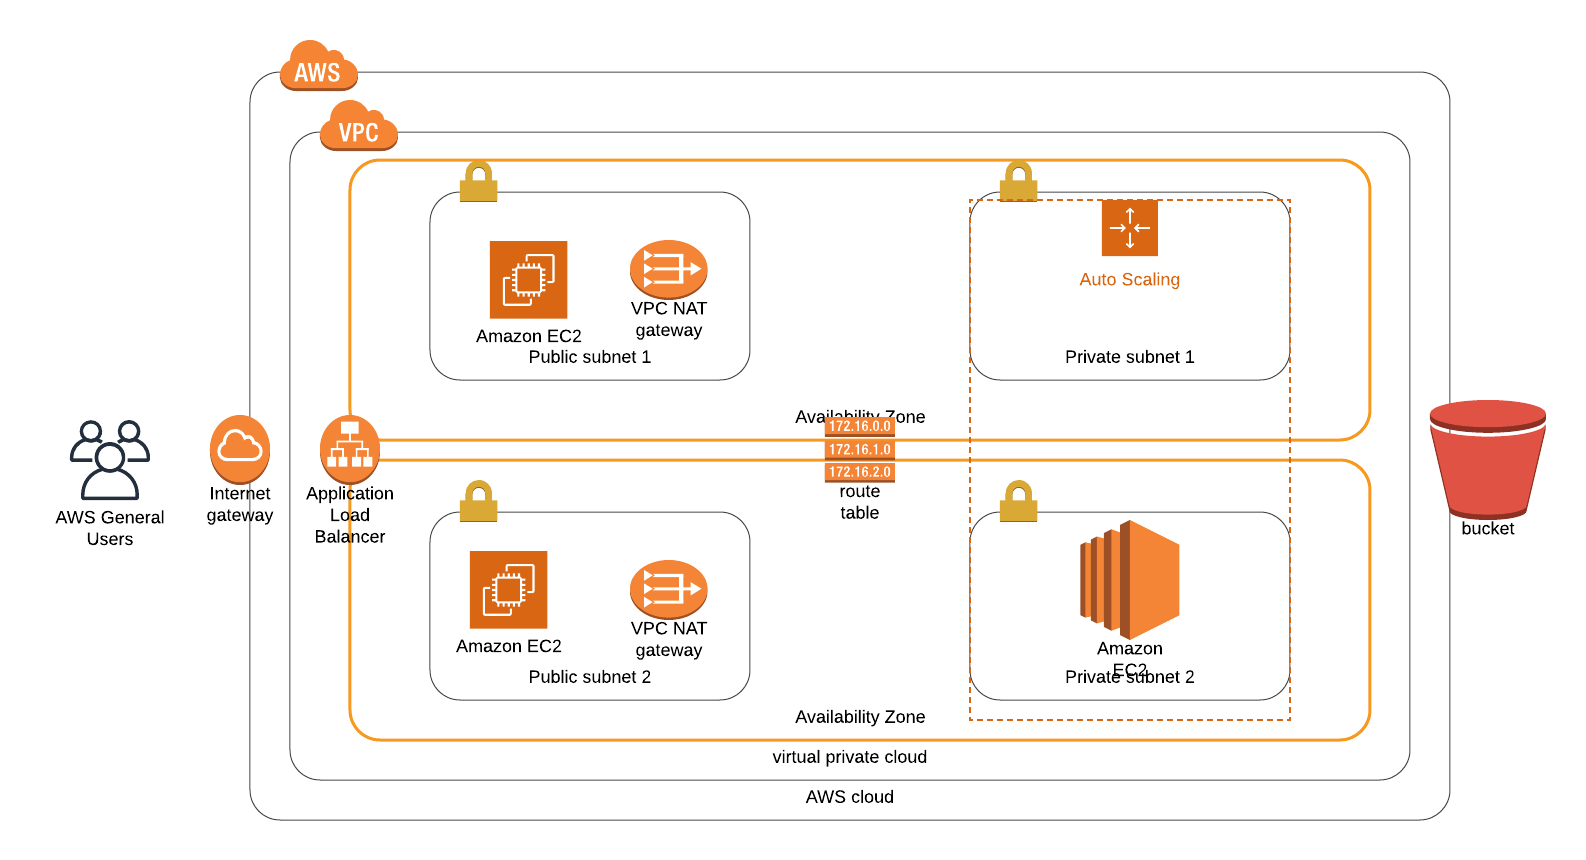 AWS
VPC
Amazon EC2
VPC NAT
gateway
Public subnet 1
Auto Scaling
Private subnet 1
Availability Zone
172.16.0.0
172.16.1.0
172.16.2.0
route
table
AWS General
Users
Internet
gateway
Application
Load
Balancer
bucket
Amazon EC2
VPC NAT
gateway
Public subnet 2
Amazon
EC2
Private subnet 2
Availability Zone
virtual private cloud
AWS cloud